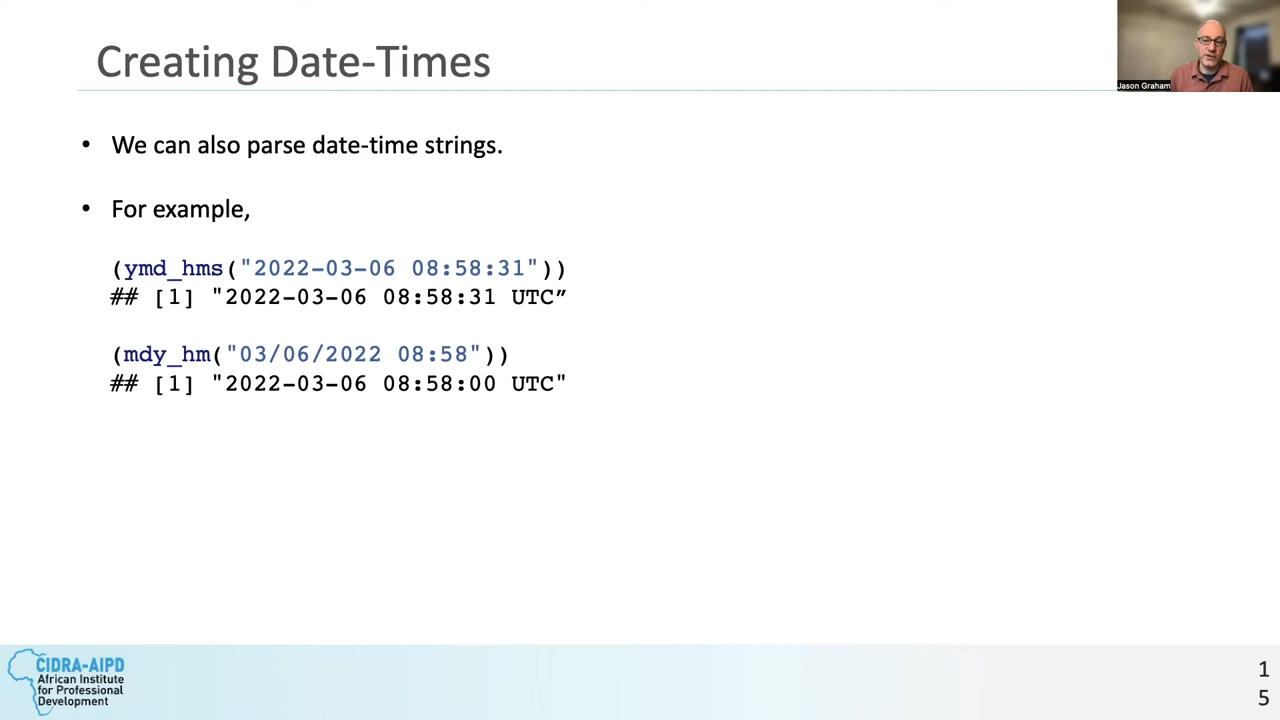 Creating Date-Times
Jason Graham
• We can also parse date-time strings.
• For example,
(ymd_hms("2022-03-06 08:58:31"))
## [1] "2022-03-06 08:58:31 UTC”
(mdy_hm("03/06/2022 08:58"))
## [1] "2022-03-06 08:58:00 UTC"
CIDRA-AIPD
African Institute
for Professional
Development
1
5